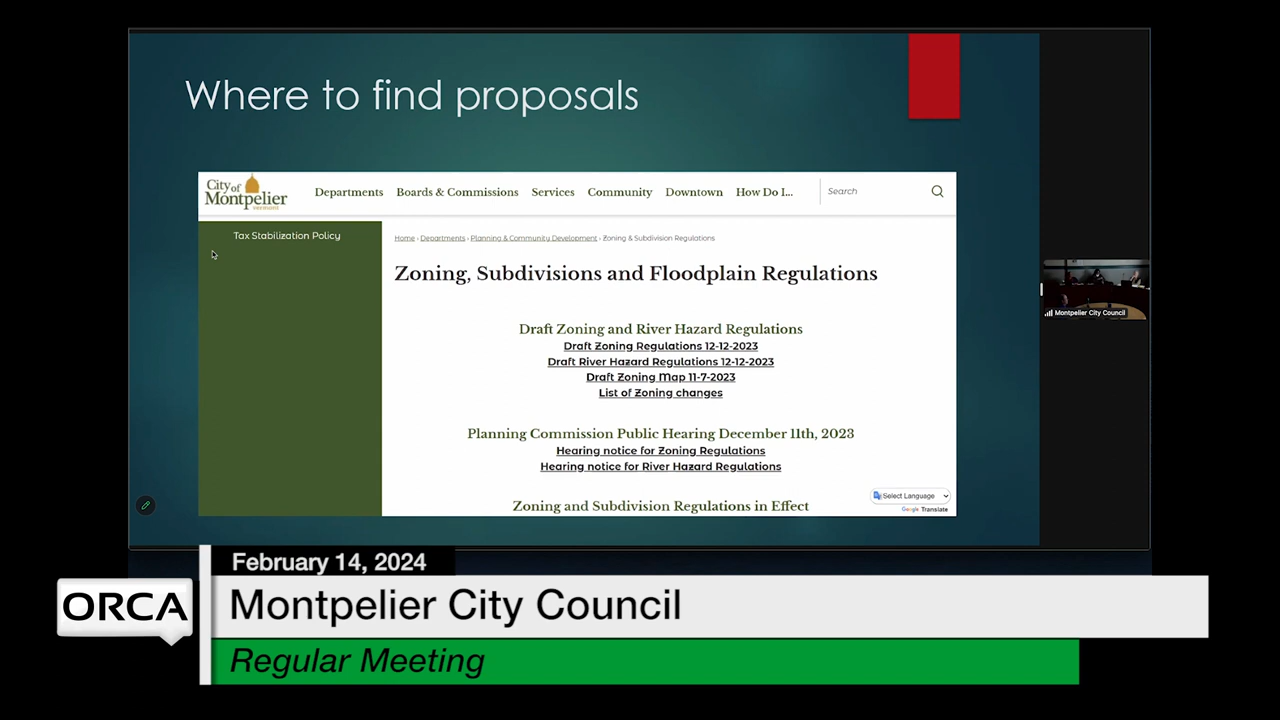 Where to find proposals
City of
Montpelier
Departments
Boards & Commissions
Services
Community
Downtown
How Do I...
Search
Tax Stabilization Policy
Home › Departments › Planning & Community Development › Zoning & Subdivision Regulations
Zoning, Subdivisions and Floodplain Regulations
Draft Zoning and River Hazard Regulations
Draft Zoning Regulations 12-12-2023
Draft River Hazard Regulations 12-12-2023
Draft Zoning Map 11-7-2023
List of Zoning changes
Planning Commission Public Hearing December 11th, 2023
Hearing notice for Zoning Regulations
Hearing notice for River Hazard Regulations
Zoning and Subdivision Regulations in Effect
Select Language
Google Translate
Montpelier City Council
February 14, 2024
ORCA
Montpelier City Council
Regular Meeting